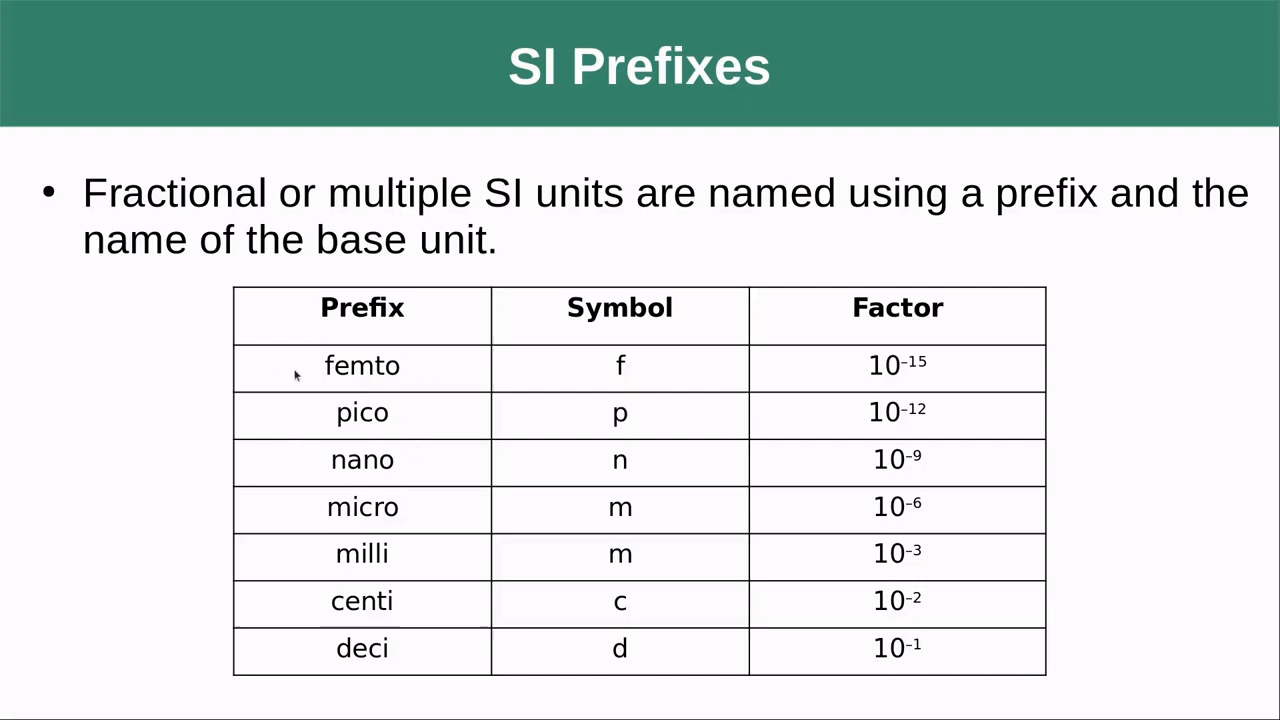 SI Prefixes
• Fractional or multiple SI units are named using a prefix and the
name of the base unit.
Prefix Symbol Factor
femto f 10⁻¹⁵
pico p 10⁻¹²
nano n 10⁻⁹
micro m 10⁻⁶
milli m 10⁻³
centi c 10⁻²
deci d 10⁻¹